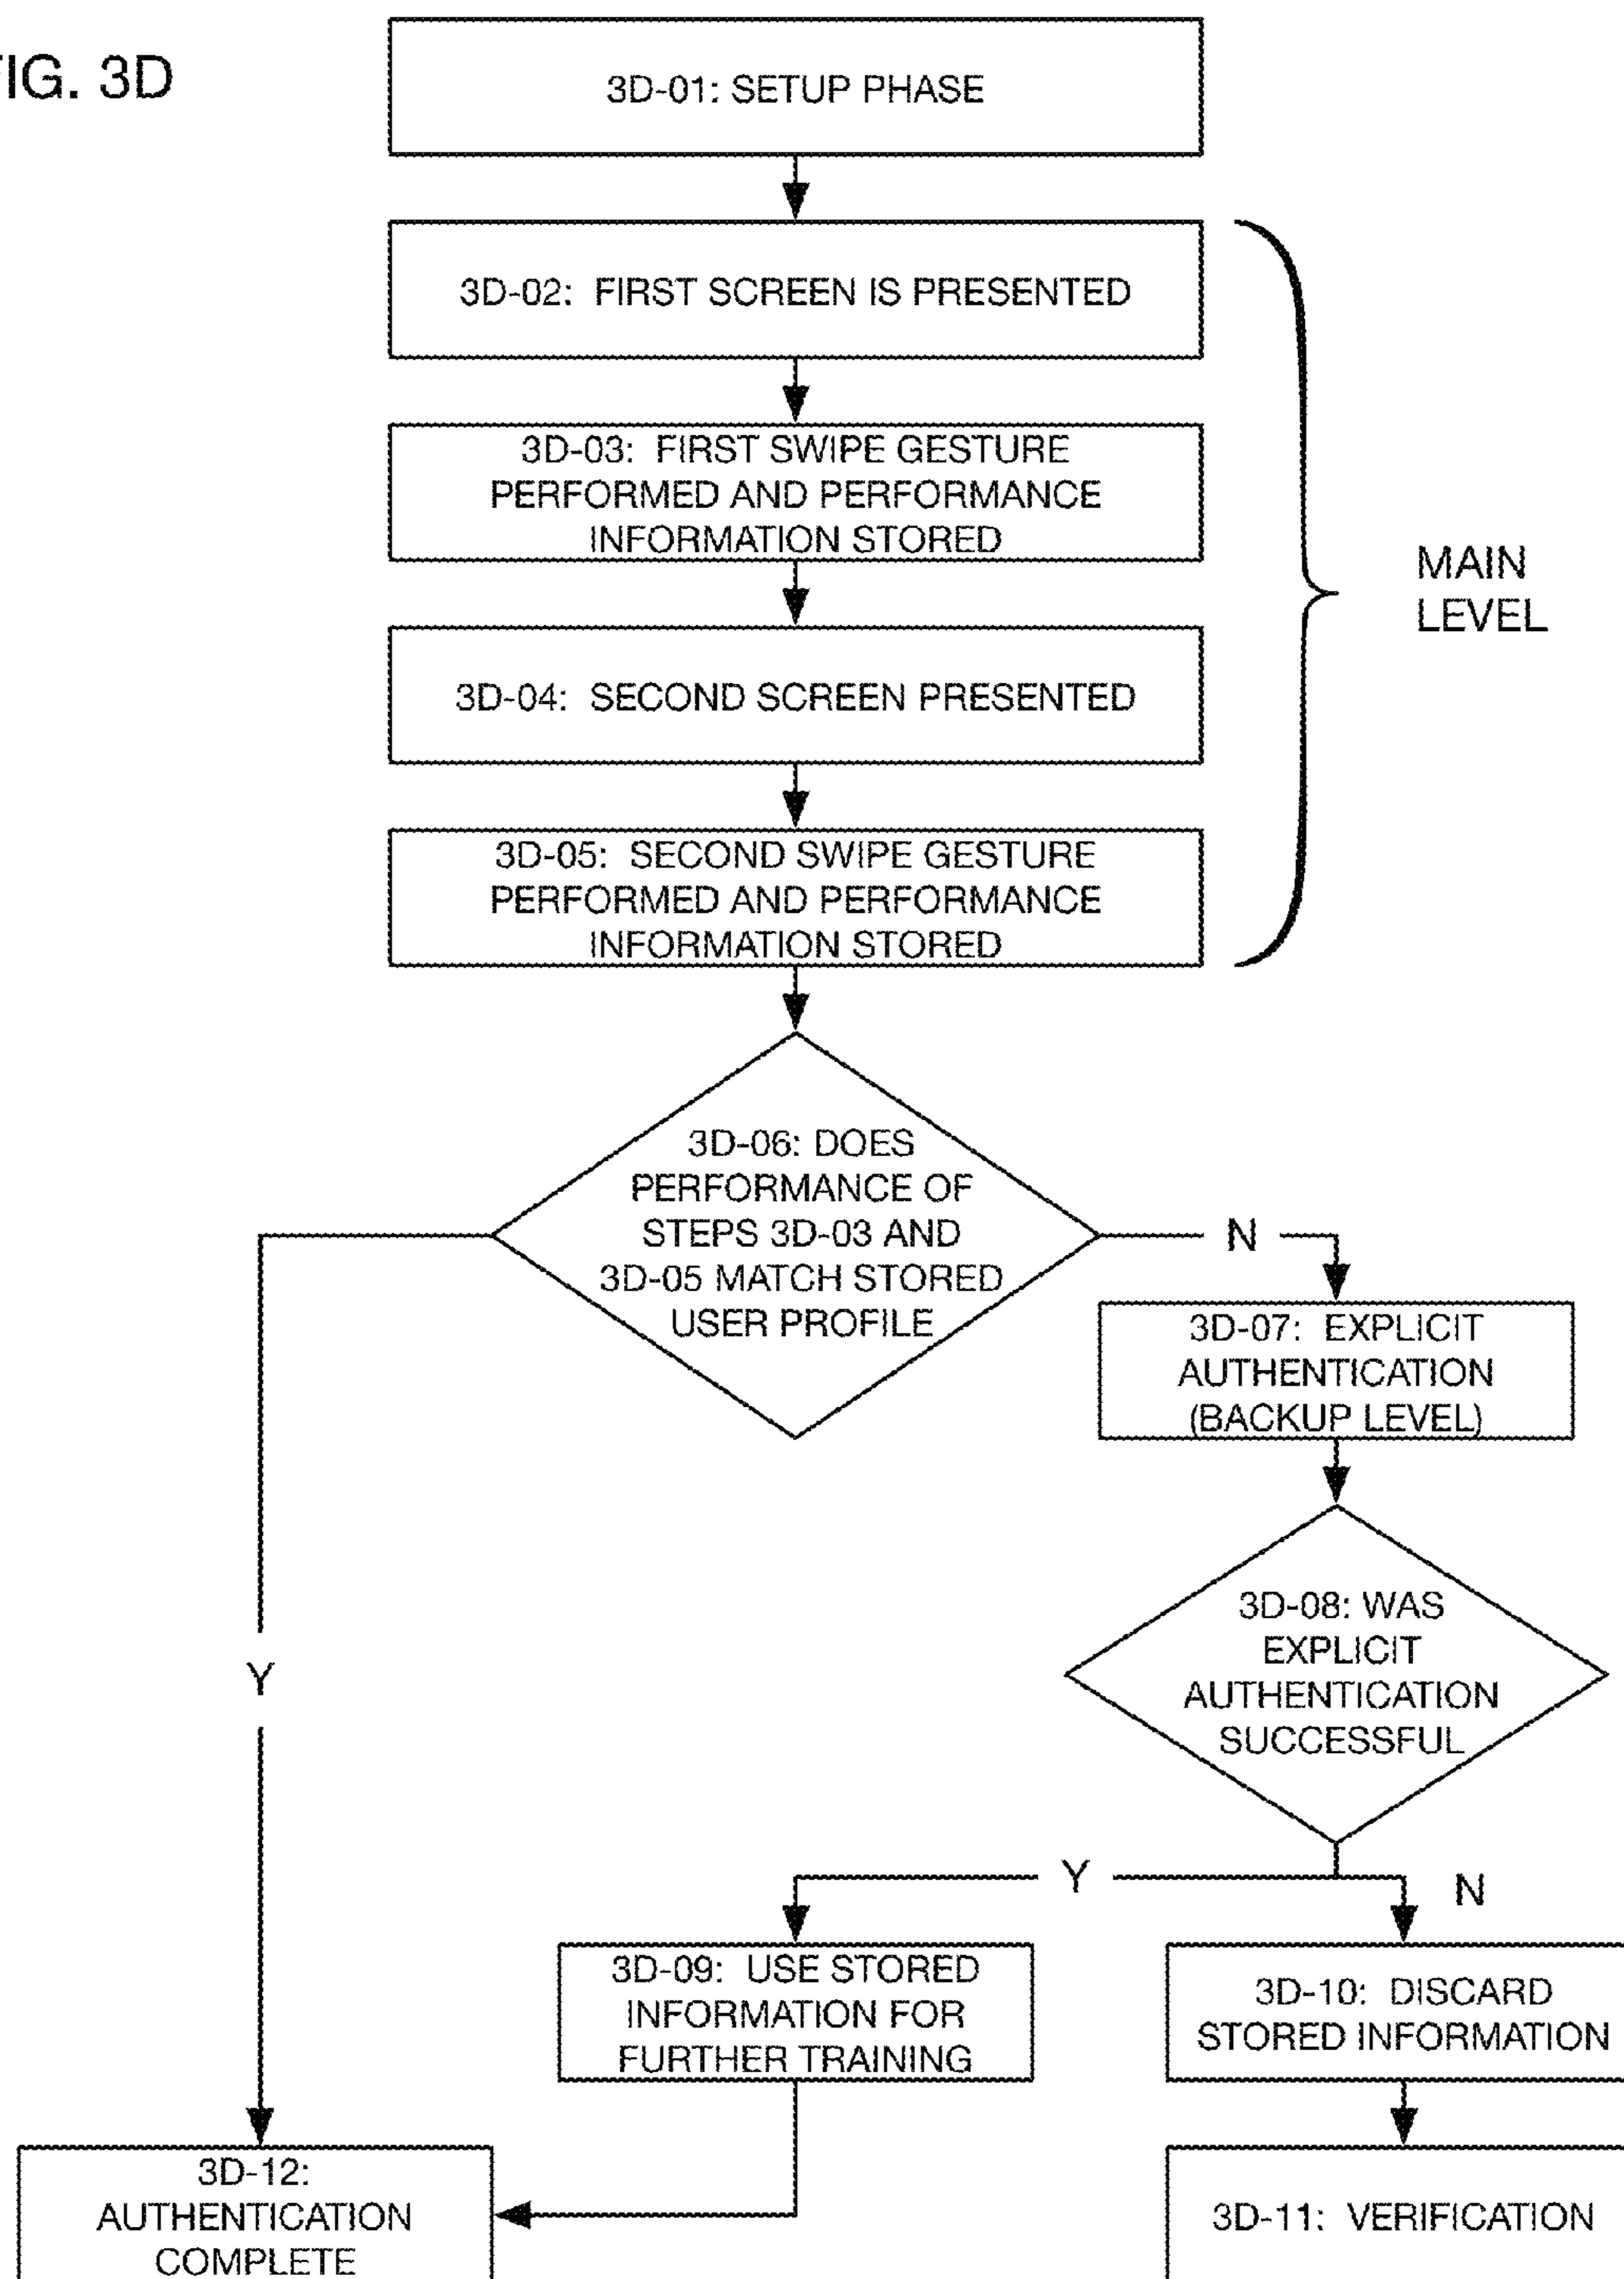 FIG. 3D
3D-01: SETUP PHASE
3D-02: FIRST SCREEN IS PRESENTED
3D-03: FIRST SWIPE GESTURE
PERFORMED AND PERFORMANCE
INFORMATION STORED
MAIN
LEVEL
3D-04: SECOND SCREEN PRESENTED
3D-05: SECOND SWIPE GESTURE
PERFORMED AND PERFORMANCE
INFORMATION STORED
3D-06: DOES
PERFORMANCE OF
STEPS 3D-03 AND
3D-05 MATCH STORED
USER PROFILE
N
3D-07: EXPLICIT
AUTHENTICATION
(BACKUP LEVEL)
3D-08: WAS
EXPLICIT
AUTHENTICATION
SUCCESSFUL
Y
Y
N
3D-09: USE STORED
INFORMATION FOR
FURTHER TRAINING
3D-10: DISCARD
STORED INFORMATION
3D-12:
AUTHENTICATION
COMPLETE
3D-11: VERIFICATION